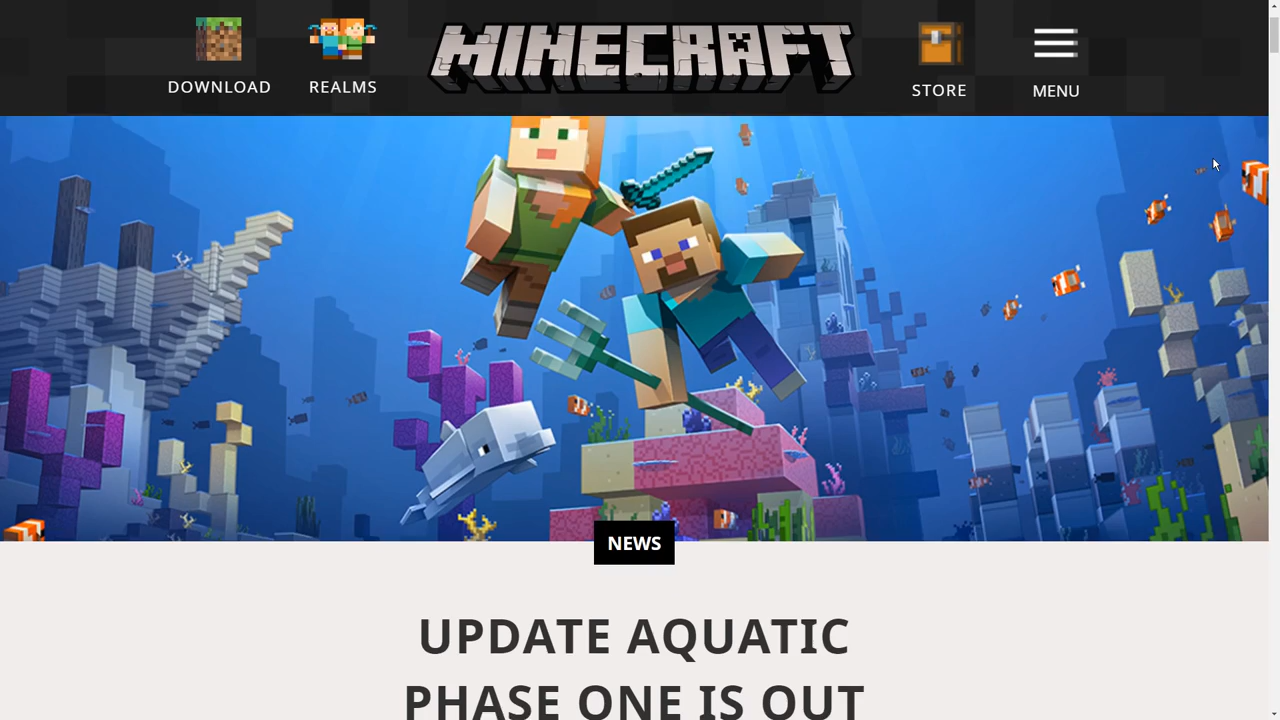 DOWNLOAD
REALMS
MINECRAFT
STORE
MENU
NEWS
UPDATE AQUATIC
PHASE ONE IS OUT